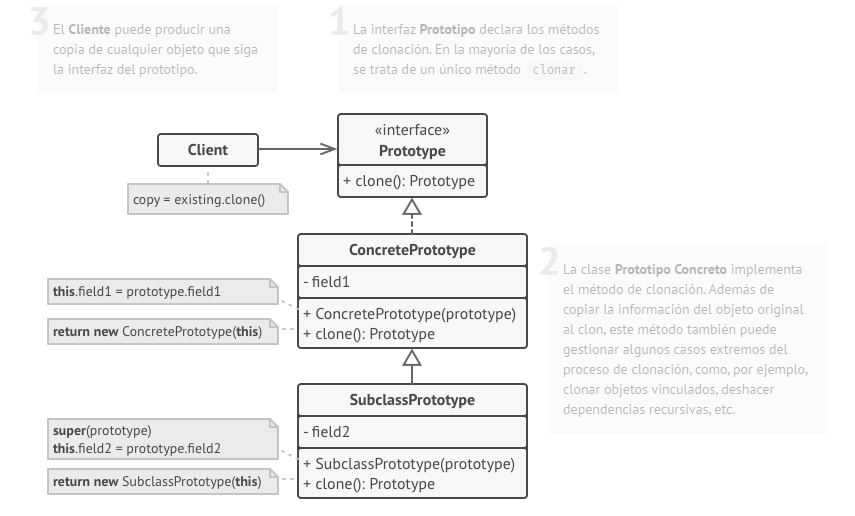 3
El Cliente puede producir una
copia de cualquier objeto que siga
la interfaz del prototipo.
1
La interfaz Prototipo declara los métodos
de clonación. En la mayoría de los casos,
se trata de un único método clonar .
Client
copy = existing.clone()
«interface»
Prototype
+ clone(): Prototype
ConcretePrototype
- field1
+ ConcretePrototype(prototype)
+ clone(): Prototype
this.field1 = prototype.field1
return new ConcretePrototype(this)
2
La clase Prototipo Concreto implementa
el método de clonación. Además de
copiar la información del objeto original
al clon, este método también puede
gestionar algunos casos extremos del
proceso de clonación, como, por ejemplo,
clonar objetos vinculados, deshacer
dependencias recursivas, etc.
SubclassPrototype
- field2
+ SubclassPrototype(prototype)
+ clone(): Prototype
super(prototype)
this.field2 = prototype.field2
return new SubclassPrototype(this)